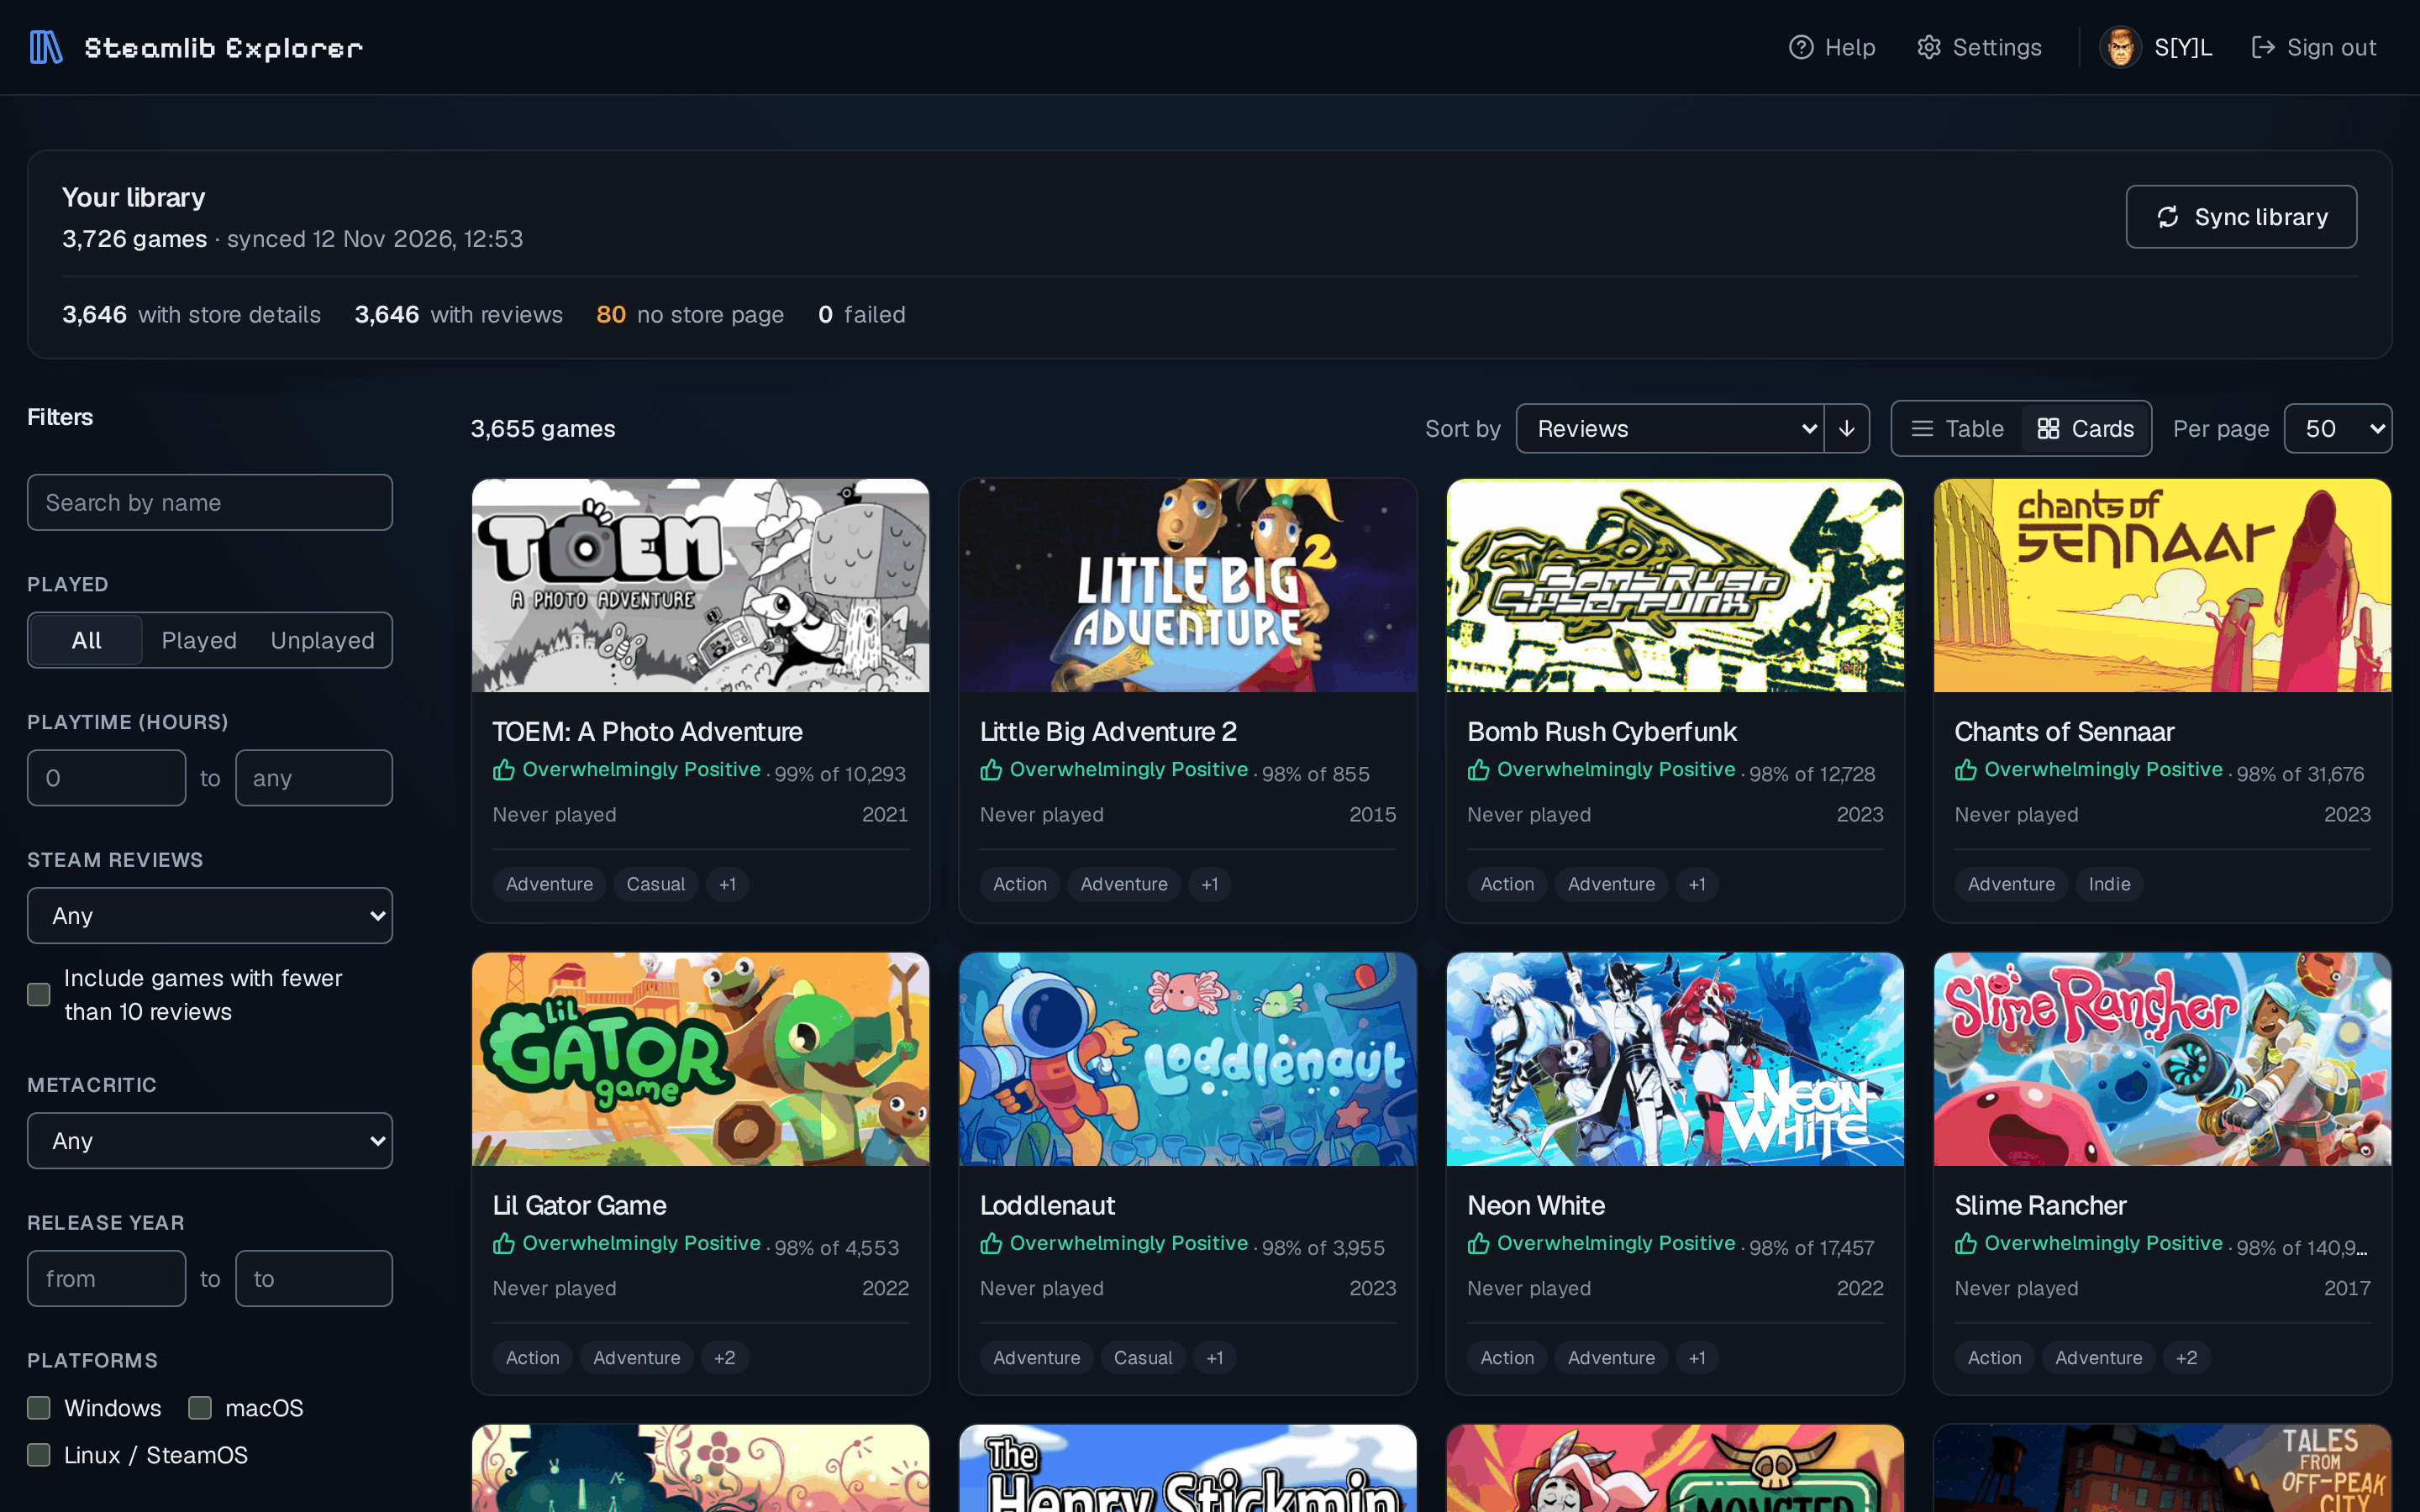 Steamlib Explorer
Help
Settings
S[Y]L
Sign out
Your library
3,726 games · synced 12 Nov 2026, 12:53
Sync library
3,646 with store details
3,646 with reviews
80 no store page
0 failed
Filters
Search by name
PLAYED
All
Played
Unplayed
PLAYTIME (HOURS)
0
to
any
STEAM REVIEWS
Any
Include games with fewer
than 10 reviews
METACRITIC
Any
RELEASE YEAR
from
to
to
PLATFORMS
Windows
macOS
Linux / SteamOS
3,655 games
Sort by
Reviews
Table
Cards
Per page
50
TOEM
A PHOTO ADVENTURE
TOEM: A Photo Adventure
Overwhelmingly Positive · 99% of 10,293
Never played
2021
Adventure
Casual
+1
LITTLE BIG
ADVENTURE
2
Little Big Adventure 2
Overwhelmingly Positive · 98% of 855
Never played
2015
Action
Adventure
+1
Bomb Rush
Cyberfunk
Bomb Rush Cyberfunk
Overwhelmingly Positive · 98% of 12,728
Never played
2023
Action
Adventure
+1
chants of
SENNAAR
Chants of Sennaar
Overwhelmingly Positive · 98% of 31,676
Never played
2023
Adventure
Indie
lil
GATOR
game
Lil Gator Game
Overwhelmingly Positive · 98% of 4,553
Never played
2022
Action
Adventure
+2
Loddlenaut
Loddlenaut
Overwhelmingly Positive · 98% of 3,955
Never played
2023
Adventure
Casual
+1
NEON
WHITE
Neon White
Overwhelmingly Positive · 98% of 17,457
Never played
2022
Action
Adventure
+1
Slime Rancher
Slime Rancher
Overwhelmingly Positive · 98% of 140,9…
Never played
2017
Action
Adventure
+2
The
Henry Stickmin
MONSTER
TALES
FROM
OFF-PEAK
CITY